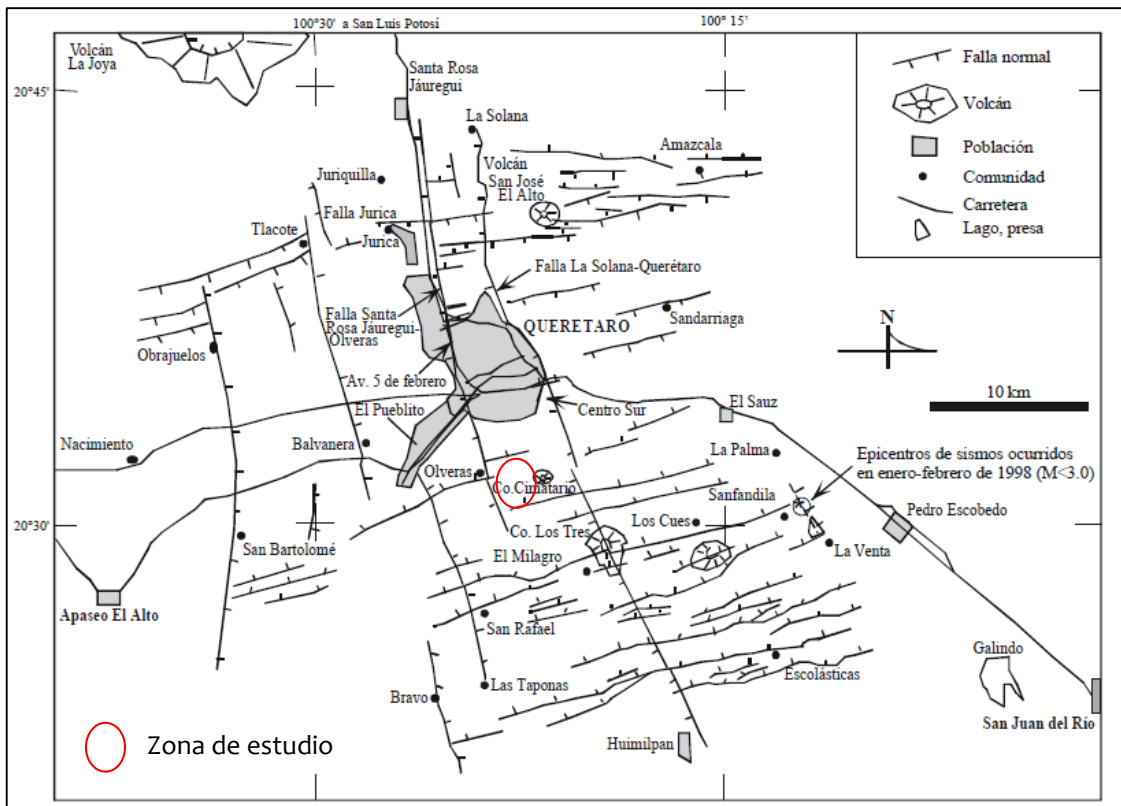 100°30' a San Luis Potosí
100° 15'
Volcán
La Joya
20°45'
Santa Rosa
Jáuregui
La Solana
Amazcala
Volcán
San José
El Alto
Juriquilla
Falla Jurica
Jurica
Tlacote
Falla La Solana-Querétaro
Falla Santa
Rosa Jáuregui-
Olveras
QUERETARO
Sandarriaga
Obrajuelos
Av. 5 de febrero
El Pueblito
Centro Sur
El Sauz
Nacimiento
Balvanera
La Palma
Olveras
Co.Cimatario
Sanfandila
Epicentros de sismos ocurridos
en enero-febrero de 1998 (M<3.0)
Pedro Escobedo
20°30'
Co. Los Tres
Los Cues
San Bartolomé
El Milagro
La Venta
Apaseo El Alto
San Rafael
Escolásticas
Galindo
Bravo
Las Taponas
San Juan del Río
Huimilpan
Falla normal
Volcán
Población
Comunidad
Carretera
Lago, presa
N
10 km
Zona de estudio